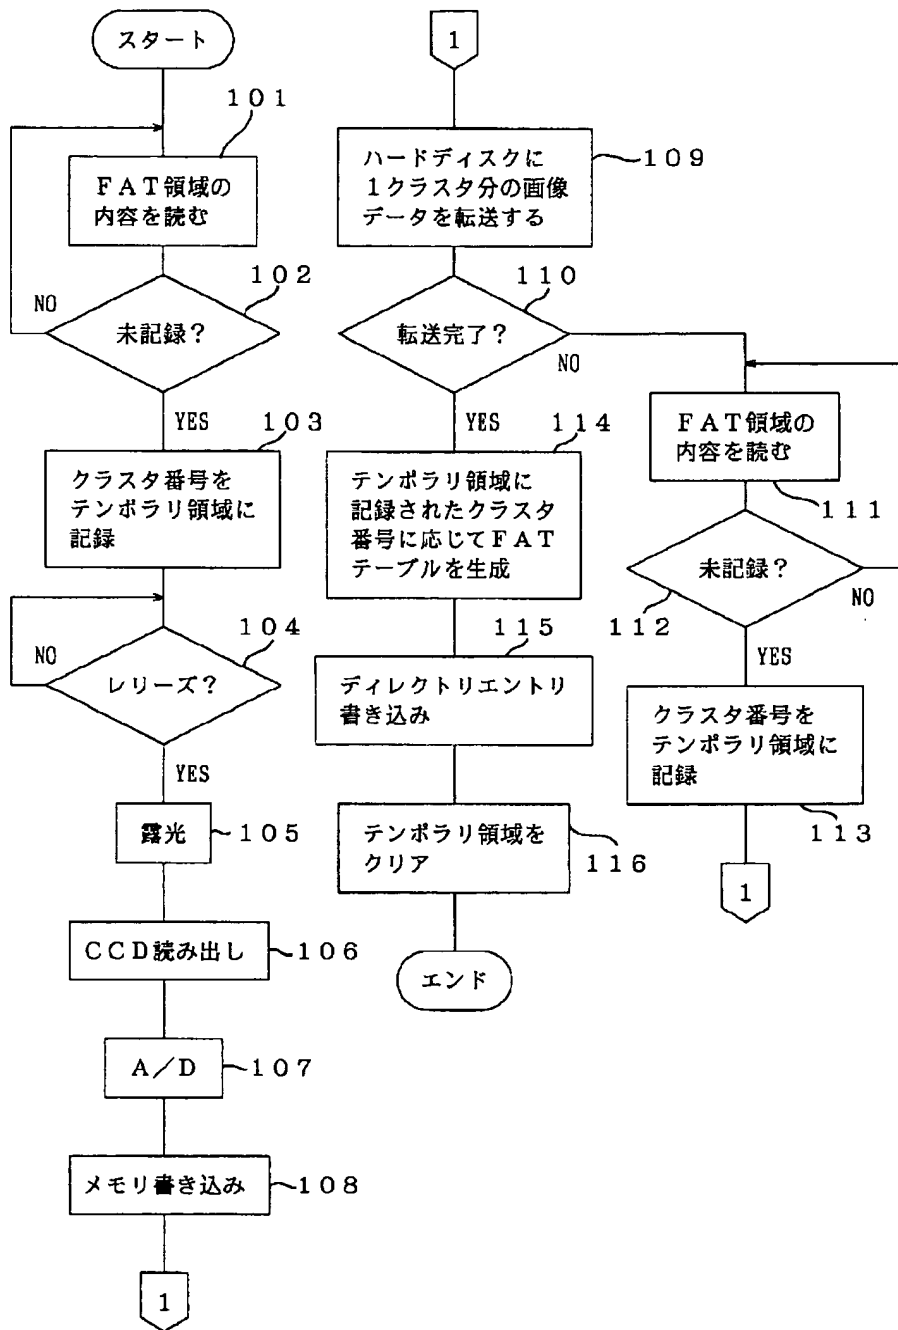 スタート
101
FAT領域の
内容を読む
102
未記録?
NO
YES
103
クラスタ番号を
テンポラリ領域に
記録
104
レリーズ?
NO
YES
露光
105
CCD読み出し
106
A/D
107
メモリ書き込み
108
1
1
ハードディスクに
1クラスタ分の画像
データを転送する
109
110
転送完了?
NO
YES
114
テンポラリ領域に
記録されたクラスタ
番号に応じてFAT
テーブルを生成
115
ディレクトリエントリ
書き込み
テンポラリ領域を
クリア
116
エンド
FAT領域の
内容を読む
111
未記録?
112
NO
YES
クラスタ番号を
テンポラリ領域に
記録
113
1